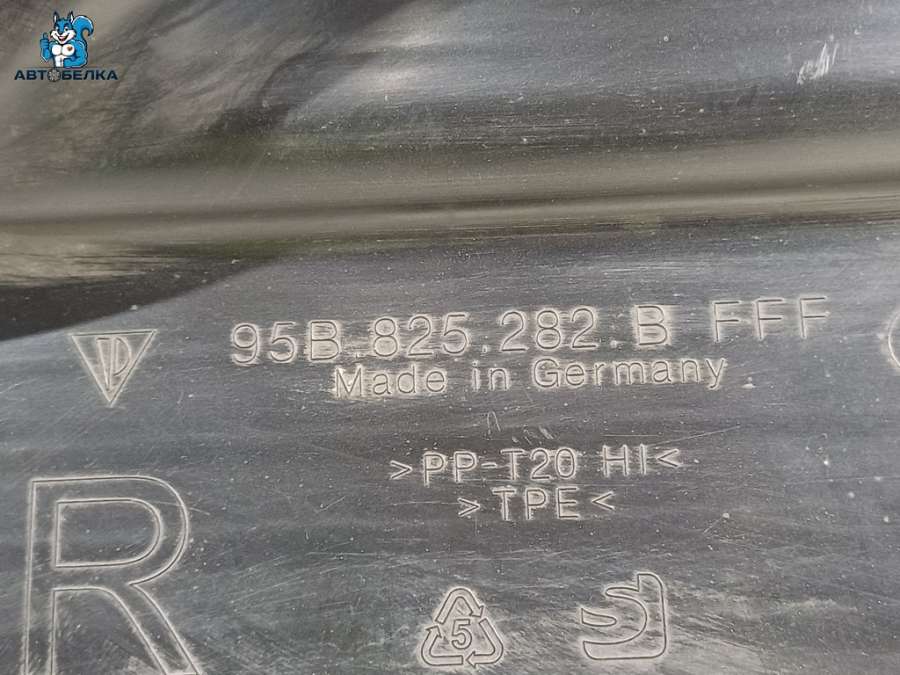 АВТОБЕЛКА
95B.825.282.B FFF
Made in Germany
>PP-T20 HI<
>TPE<
R
5